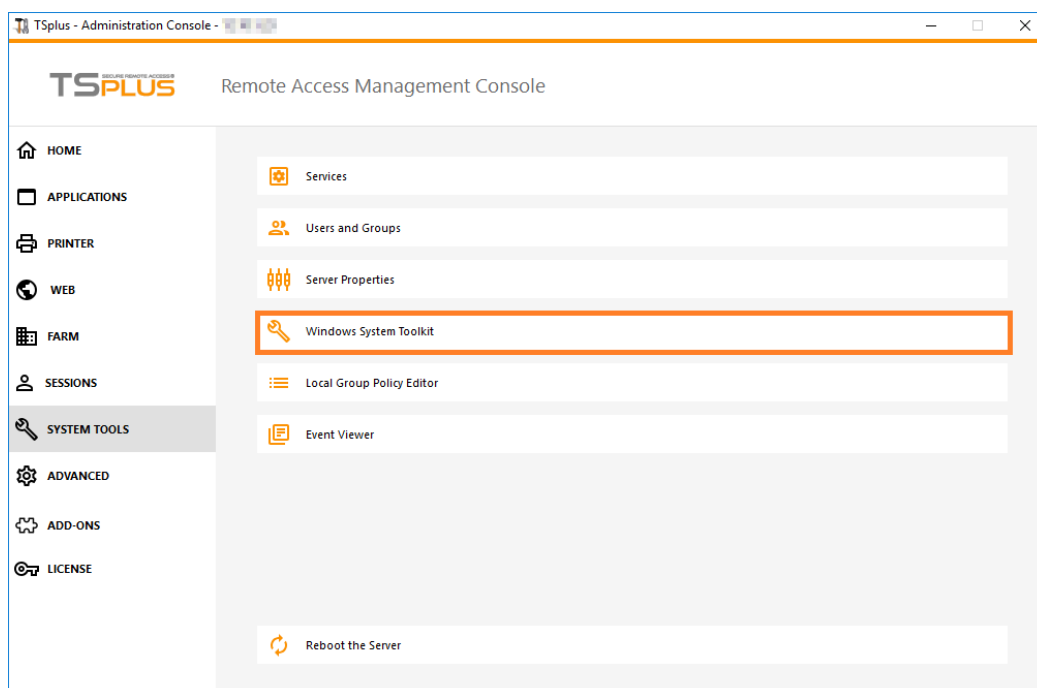 TSplus - Administration Console -
TSPLUS SECURE REMOTE ACCESS®
Remote Access Management Console
HOME
APPLICATIONS
PRINTER
WEB
FARM
SESSIONS
SYSTEM TOOLS
ADVANCED
ADD-ONS
LICENSE
Services
Users and Groups
Server Properties
Windows System Toolkit
Local Group Policy Editor
Event Viewer
Reboot the Server